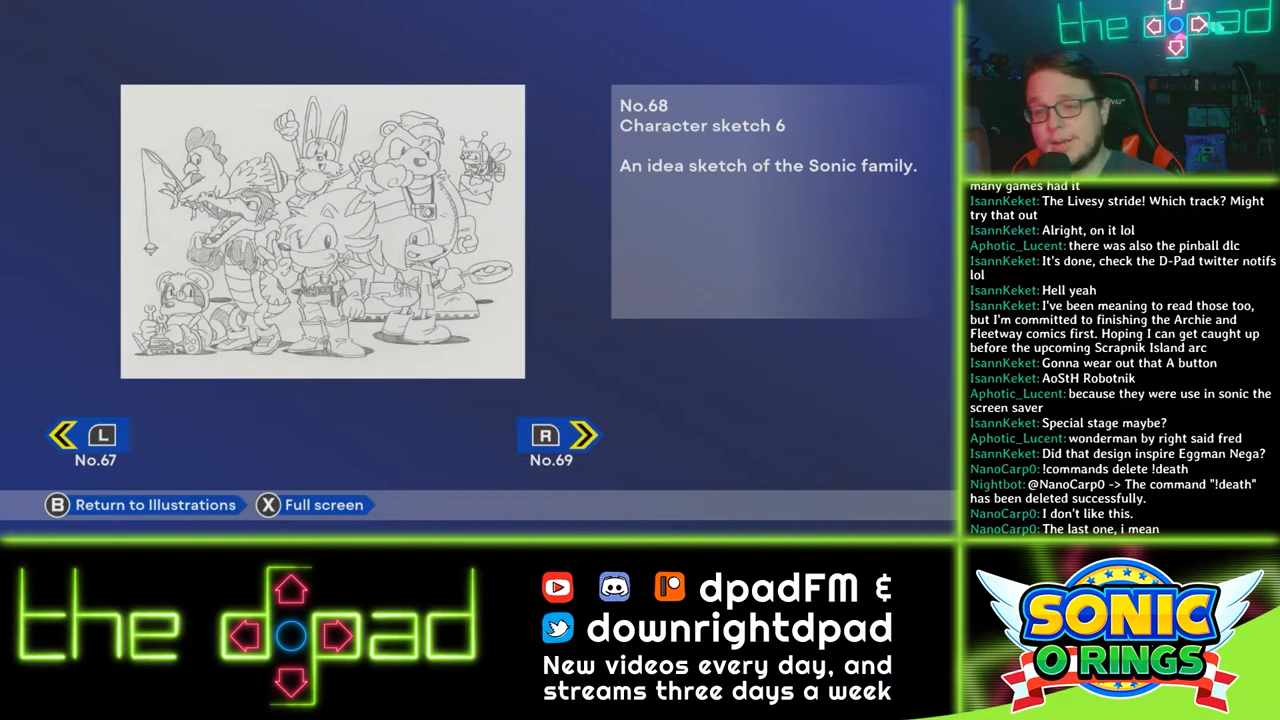 No.68
Character sketch 6
An idea sketch of the Sonic family.
L
No.67
R
No.69
B Return to Illustrations
X Full screen
the dpad
many games had it
IsannKeket: The Livesy stride! Which track? Might
try that out
IsannKeket: Alright, on it lol
Aphotic_Lucent: there was also the pinball dlc
IsannKeket: It's done, check the D-Pad twitter notifs
lol
IsannKeket: Hell yeah
IsannKeket: I've been meaning to read those too,
but I'm committed to finishing the Archie and
Fleetway comics first. Hoping I can get caught up
before the upcoming Scrapnik Island arc
IsannKeket: Gonna wear out that A button
IsannKeket: AoStH Robotnik
Aphotic_Lucent: because they were use in sonic the
screen saver
IsannKeket: Special stage maybe?
Aphotic_Lucent: wonderman by right said fred
IsannKeket: Did that design inspire Eggman Nega?
NanoCarp0: !commands delete !death
Nightbot: @NanoCarp0 -> The command "!death"
has been deleted successfully.
NanoCarp0: I don't like this.
NanoCarp0: The last one, i mean
the dpad
dpadFM &
downrightdpad
New videos every day, and
streams three days a week
SONIC
O RINGS